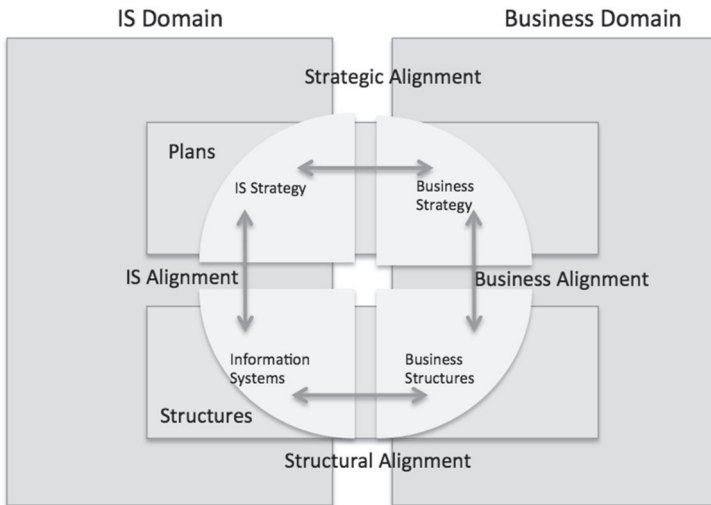 IS Domain
Business Domain
Strategic Alignment
Plans
IS Strategy
Business
Strategy
IS Alignment
Business Alignment
Information
Systems
Business
Structures
Structures
Structural Alignment